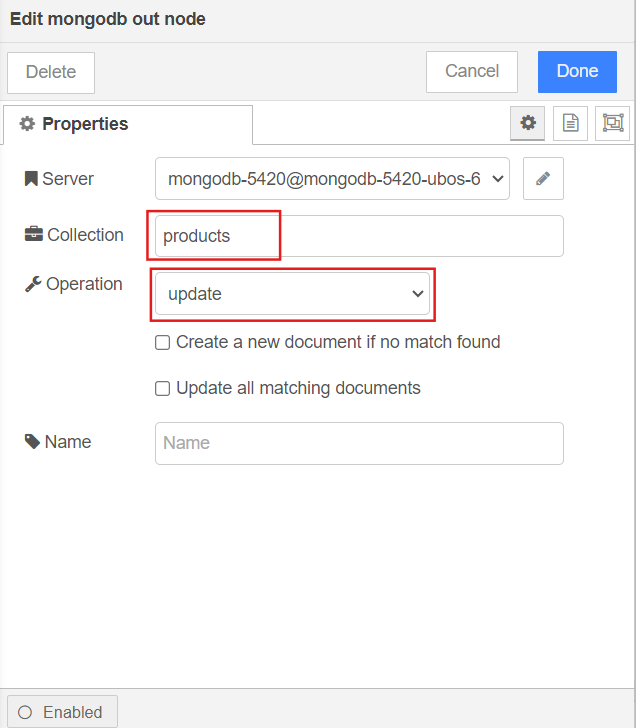 Edit mongodb out node
Delete
Cancel
Done
Properties
Server
mongodb-5420@mongodb-5420-ubos-6
Collection
products
Operation
update
Create a new document if no match found
Update all matching documents
Name
Name
Enabled